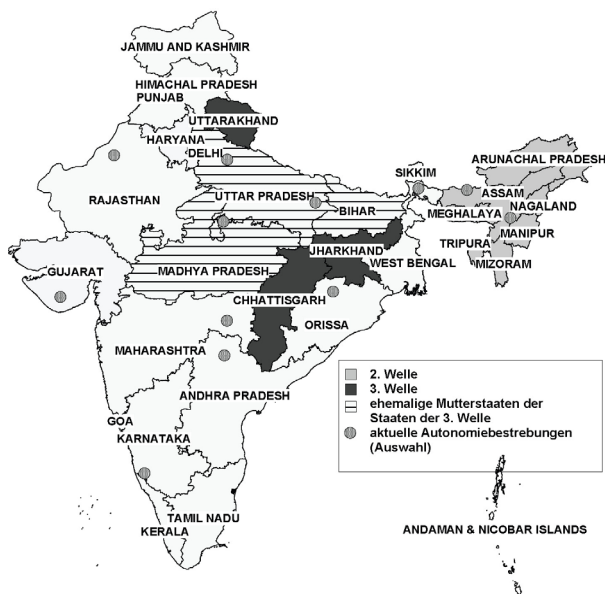 JAMMU AND KASHMIR
HIMACHAL PRADESH
PUNJAB
UTTARAKHAND
HARYANA
DELHI
ARUNACHAL PRADESH
SIKKIM
RAJASTHAN
UTTAR PRADESH
ASSAM
NAGALAND
BIHAR
MEGHALAYA
MANIPUR
JHARKHAND
TRIPURA
WEST BENGAL
MIZORAM
GUJARAT
MADHYA PRADESH
CHHATTISGARH
ORISSA
MAHARASHTRA
2. Welle
3. Welle
ehemalige Mutterstaaten der
Staaten der 3. Welle
aktuelle Autonomiebestrebungen
(Auswahl)
ANDHRA PRADESH
GOA
KARNATAKA
TAMIL NADU
KERALA
ANDAMAN & NICOBAR ISLANDS